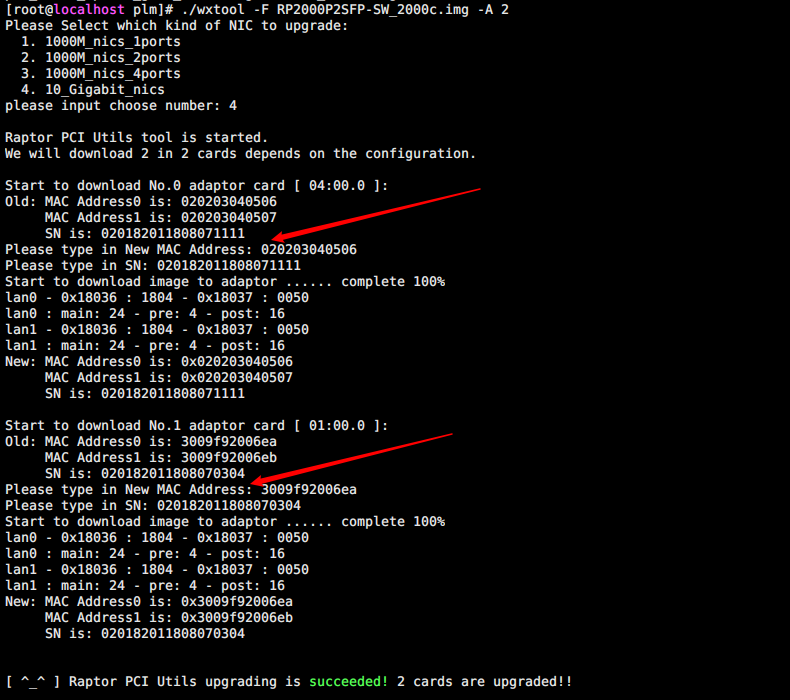 [root@localhost plm]# ./wxtool -F RP2000P2SFP-SW_2000c.img -A 2
Please Select which kind of NIC to upgrade:
  1. 1000M_nics_1ports
  2. 1000M_nics_2ports
  3. 1000M_nics_4ports
  4. 10_Gigabit_nics
please input choose number: 4

Raptor PCI Utils tool is started.
We will download 2 in 2 cards depends on the configuration.

Start to download No.0 adaptor card [ 04:00.0 ]:
Old: MAC Address0 is: 020203040506
     MAC Address1 is: 020203040507
     SN is: 020182011808071111
Please type in New MAC Address: 020203040506
Please type in SN: 020182011808071111
Start to download image to adaptor ...... complete 100%
lan0 - 0x18036 : 1804 - 0x18037 : 0050
lan0 : main: 24 - pre: 4 - post: 16
lan1 - 0x18036 : 1804 - 0x18037 : 0050
lan1 : main: 24 - pre: 4 - post: 16
New: MAC Address0 is: 0x020203040506
     MAC Address1 is: 0x020203040507
     SN is: 020182011808071111

Start to download No.1 adaptor card [ 01:00.0 ]:
Old: MAC Address0 is: 3009f92006ea
     MAC Address1 is: 3009f92006eb
     SN is: 020182011808070304
Please type in New MAC Address: 3009f92006ea
Please type in SN: 020182011808070304
Start to download image to adaptor ...... complete 100%
lan0 - 0x18036 : 1804 - 0x18037 : 0050
lan0 : main: 24 - pre: 4 - post: 16
lan1 - 0x18036 : 1804 - 0x18037 : 0050
lan1 : main: 24 - pre: 4 - post: 16
New: MAC Address0 is: 0x3009f92006ea
     MAC Address1 is: 0x3009f92006eb
     SN is: 020182011808070304

[ ^_^ ] Raptor PCI Utils upgrading is succeeded! 2 cards are upgraded!!